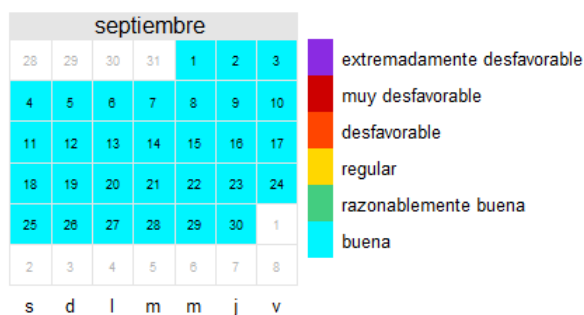 septiembre
28 29 30 31 1 2 3
4 5 6 7 8 9 10
11 12 13 14 15 16 17
18 19 20 21 22 23 24
25 26 27 28 29 30 1
2 3 4 5 6 7 8
s d l m m j v
extremadamente desfavorable
muy desfavorable
desfavorable
regular
razonablemente buena
buena